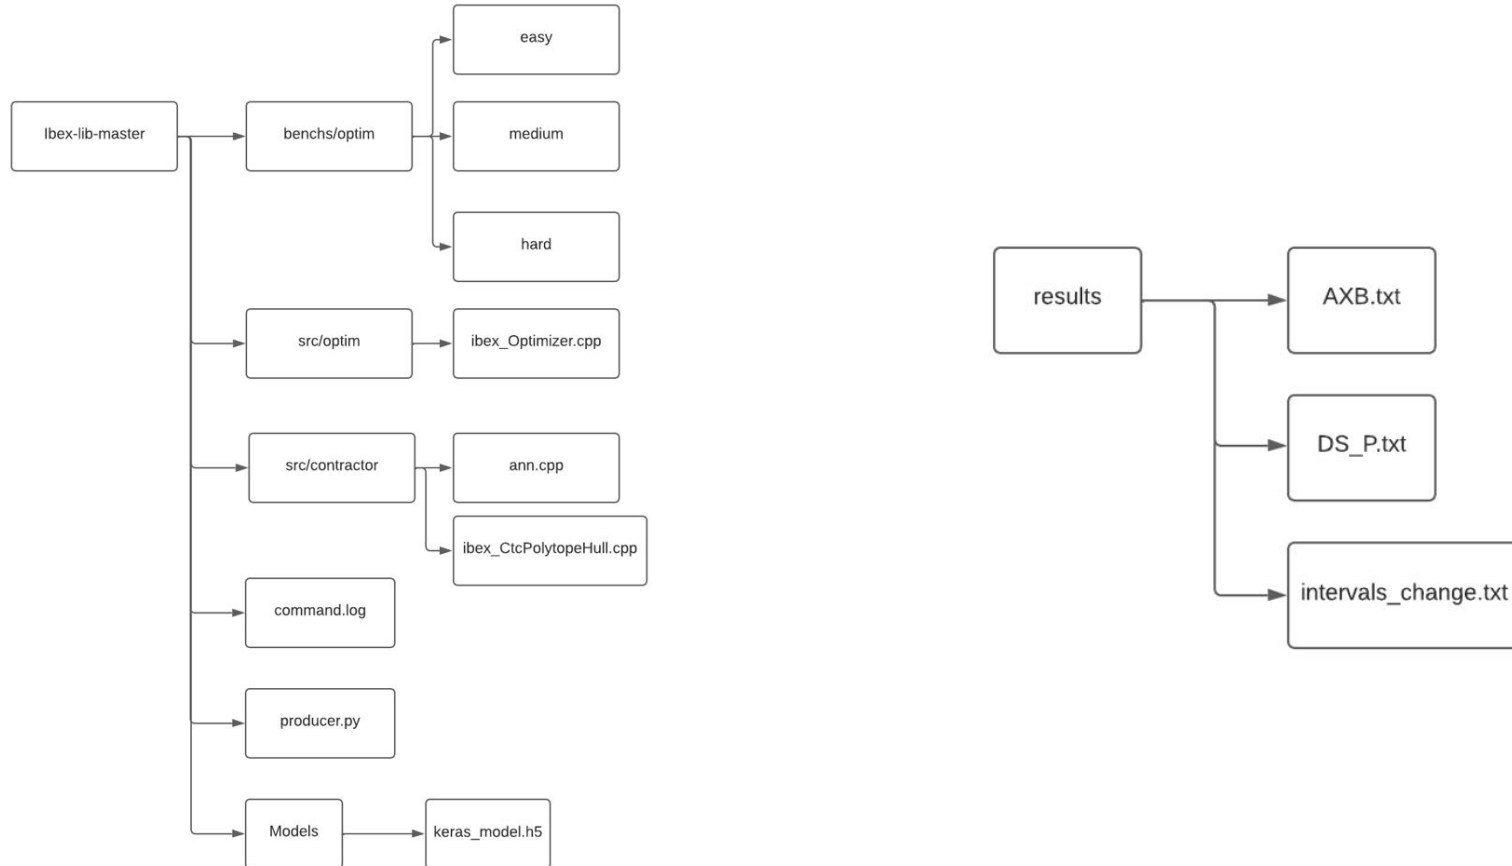 Ibex-lib-master
benchs/optim
easy
medium
hard
src/optim
ibex_Optimizer.cpp
src/contractor
ann.cpp
ibex_CtcPolytopeHull.cpp
command.log
producer.py
Models
keras_model.h5
results
AXB.txt
DS_P.txt
intervals_change.txt